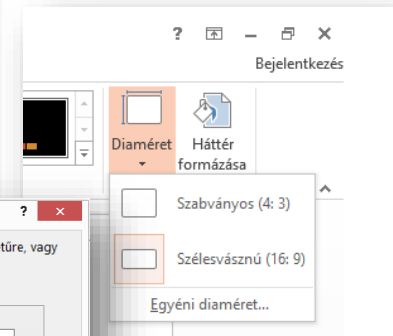 ?
Bejelentkezés
Diaméret Háttér formázása
Szabványos (4: 3)
Szélesvásznú (16: 9)
Egyéni diaméret...
?
tűre, vagy